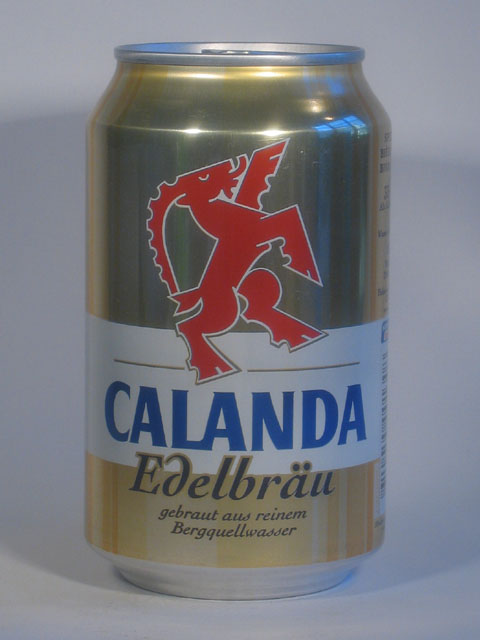 CALANDA
Edelbräu
gebraut aus reinem
Bergquellwasser